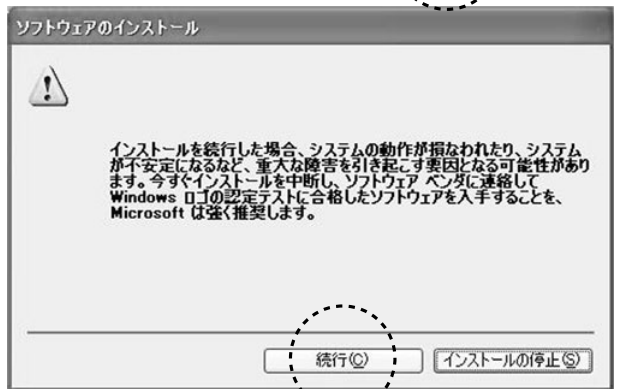 ソフトウェアのインストール
インストールを続行した場合、システムの動作が損なわれたり、システム
が不安定になるなど、重大な障害を引き起こす要因となる可能性があり
ます。今すぐインストールを中断し、ソフトウェア ベンダに連絡して
Windows ロゴの認定テストに合格したソフトウェアを入手することを、
Microsoft は強く推奨します。
続行(C)
インストールの停止(S)